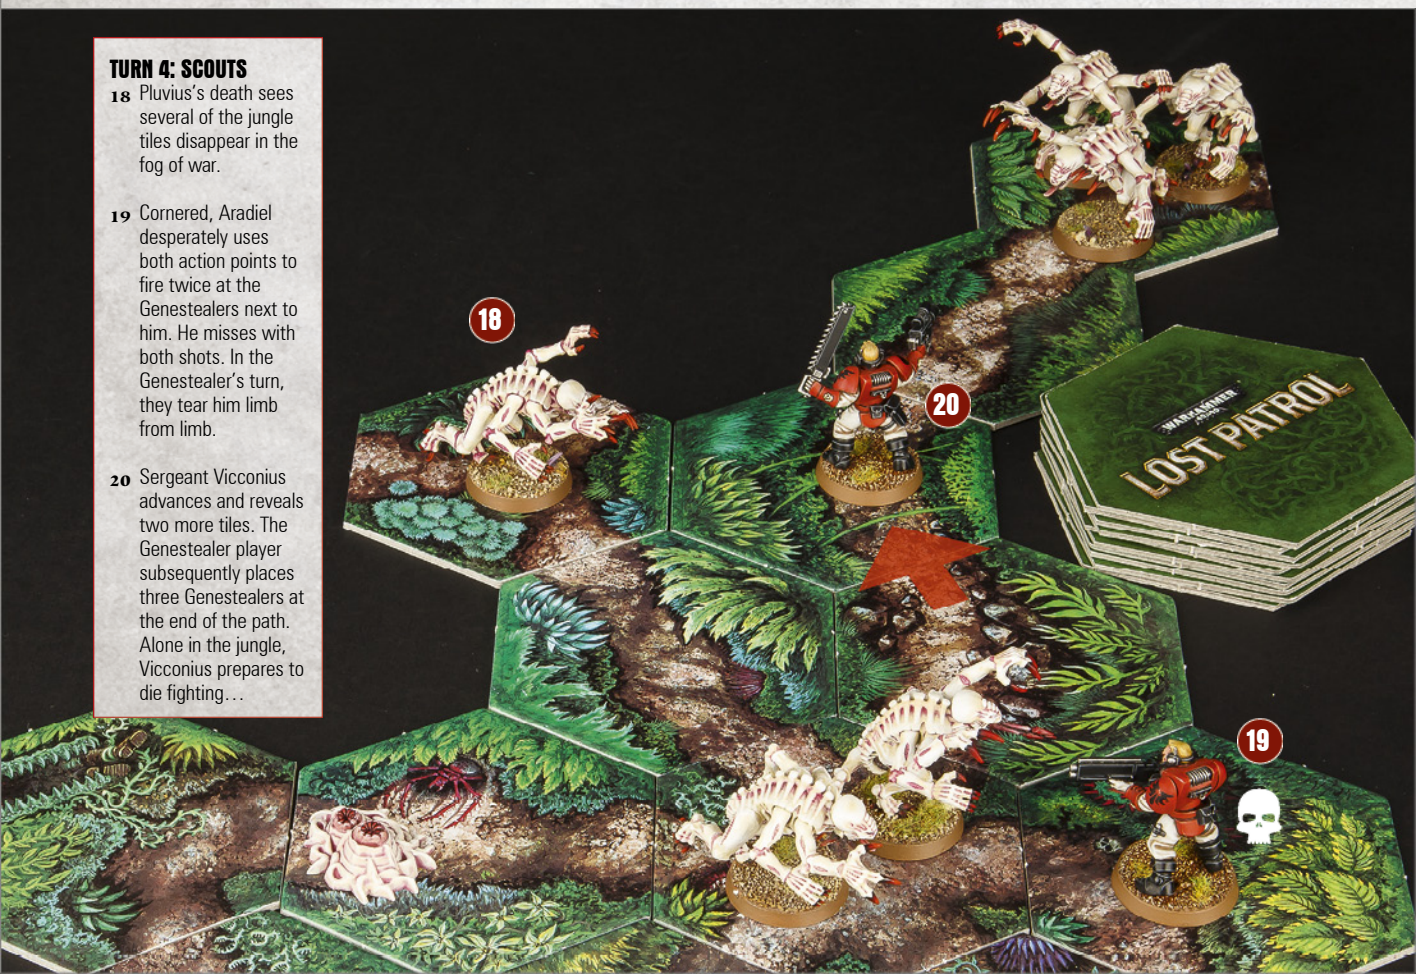 TURN 4: SCOUTS
18 Pluvius's death sees
several of the jungle
tiles disappear in the
fog of war.
19 Cornered, Aradiel
desperately uses
both action points to
fire twice at the
Genestealers next to
him. He misses with
both shots. In the
Genestealer's turn,
they tear him limb
from limb.
20 Sergeant Vicconius
advances and reveals
two more tiles. The
Genestealer player
subsequently places
three Genestealers at
the end of the path.
Alone in the jungle,
Vicconius prepares to
die fighting...
18
20
WARHAMMER
40,000
LOST PATROL
19